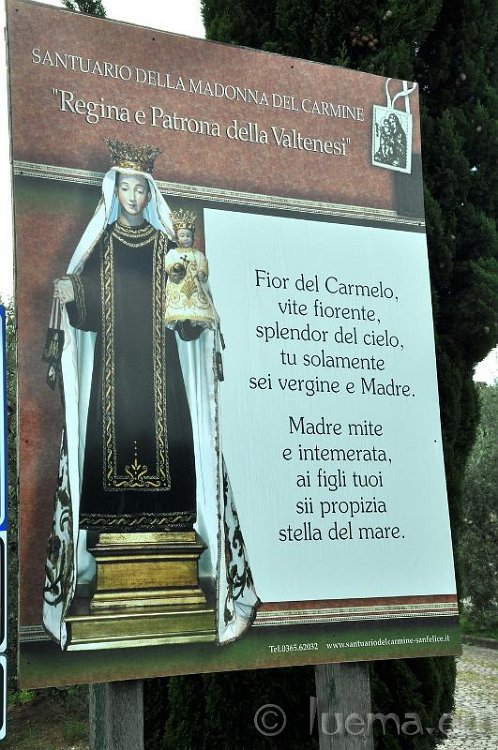 SANTUARIO DELLA MADONNA DEL CARMINE
"Regina e Patrona della Valtenesi"
Fior del Carmelo,
vite fiorente,
splendor del cielo,
tu solamente
sei vergine e Madre.
Madre mite
e intemerata,
ai figli tuoi
sii propizia
stella del mare.
Tel.0365.62032 www.santuariodelcarmine-sanfelice.it
© luema.eu